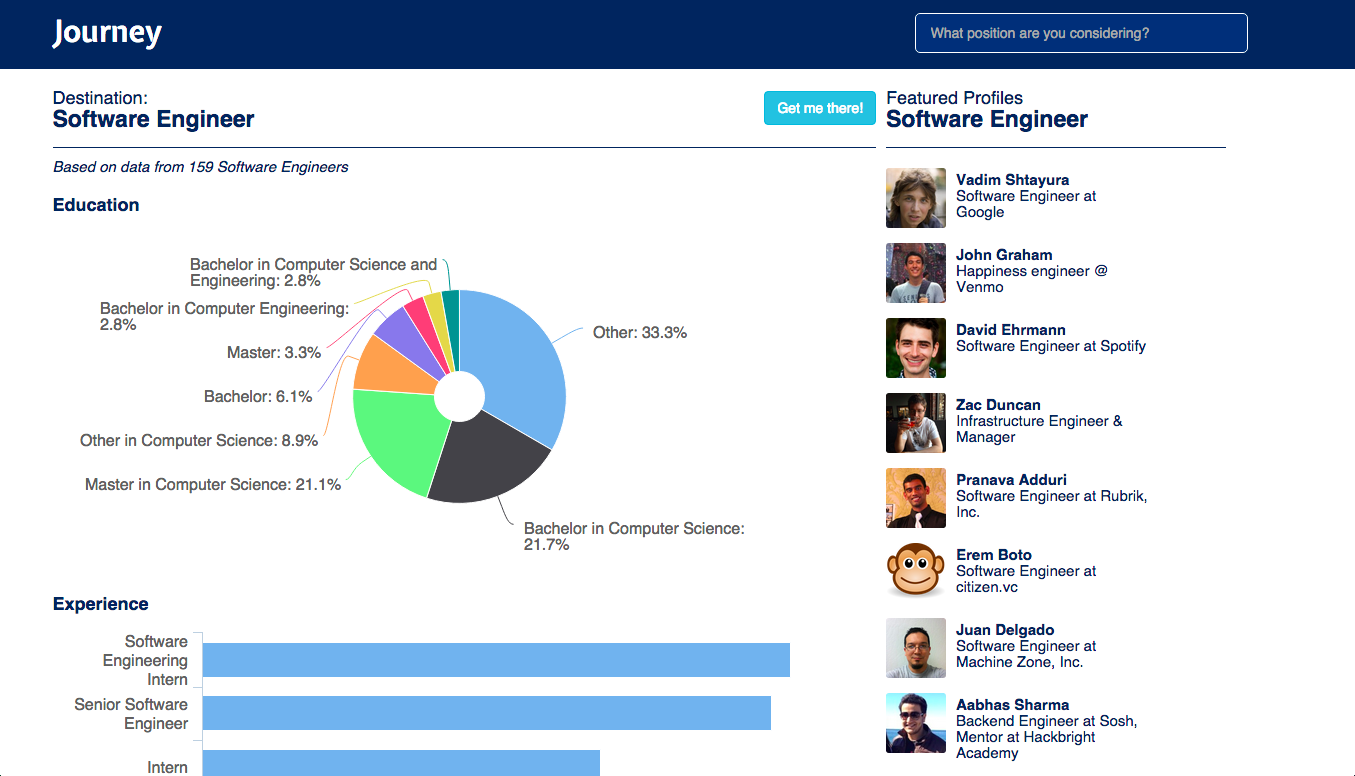 Journey
What position are you considering?
Destination:
Software Engineer
Get me there!
Based on data from 159 Software Engineers
Education
Bachelor in Computer Science and
Engineering: 2.8%
Bachelor in Computer Engineering:
2.8%
Master: 3.3%
Bachelor: 6.1%
Other in Computer Science: 8.9%
Master in Computer Science: 21.1%
Other: 33.3%
Bachelor in Computer Science:
21.7%
Experience
Software
Engineering
Intern
Senior Software
Engineer
Intern
Featured Profiles
Software Engineer
Vadim Shtayura
Software Engineer at
Google
John Graham
Happiness engineer @
Venmo
David Ehrmann
Software Engineer at Spotify
Zac Duncan
Infrastructure Engineer &
Manager
Pranava Adduri
Software Engineer at Rubrik,
Inc.
Erem Boto
Software Engineer at
citizen.vc
Juan Delgado
Software Engineer at
Machine Zone, Inc.
Aabhas Sharma
Backend Engineer at Sosh,
Mentor at Hackbright
Academy